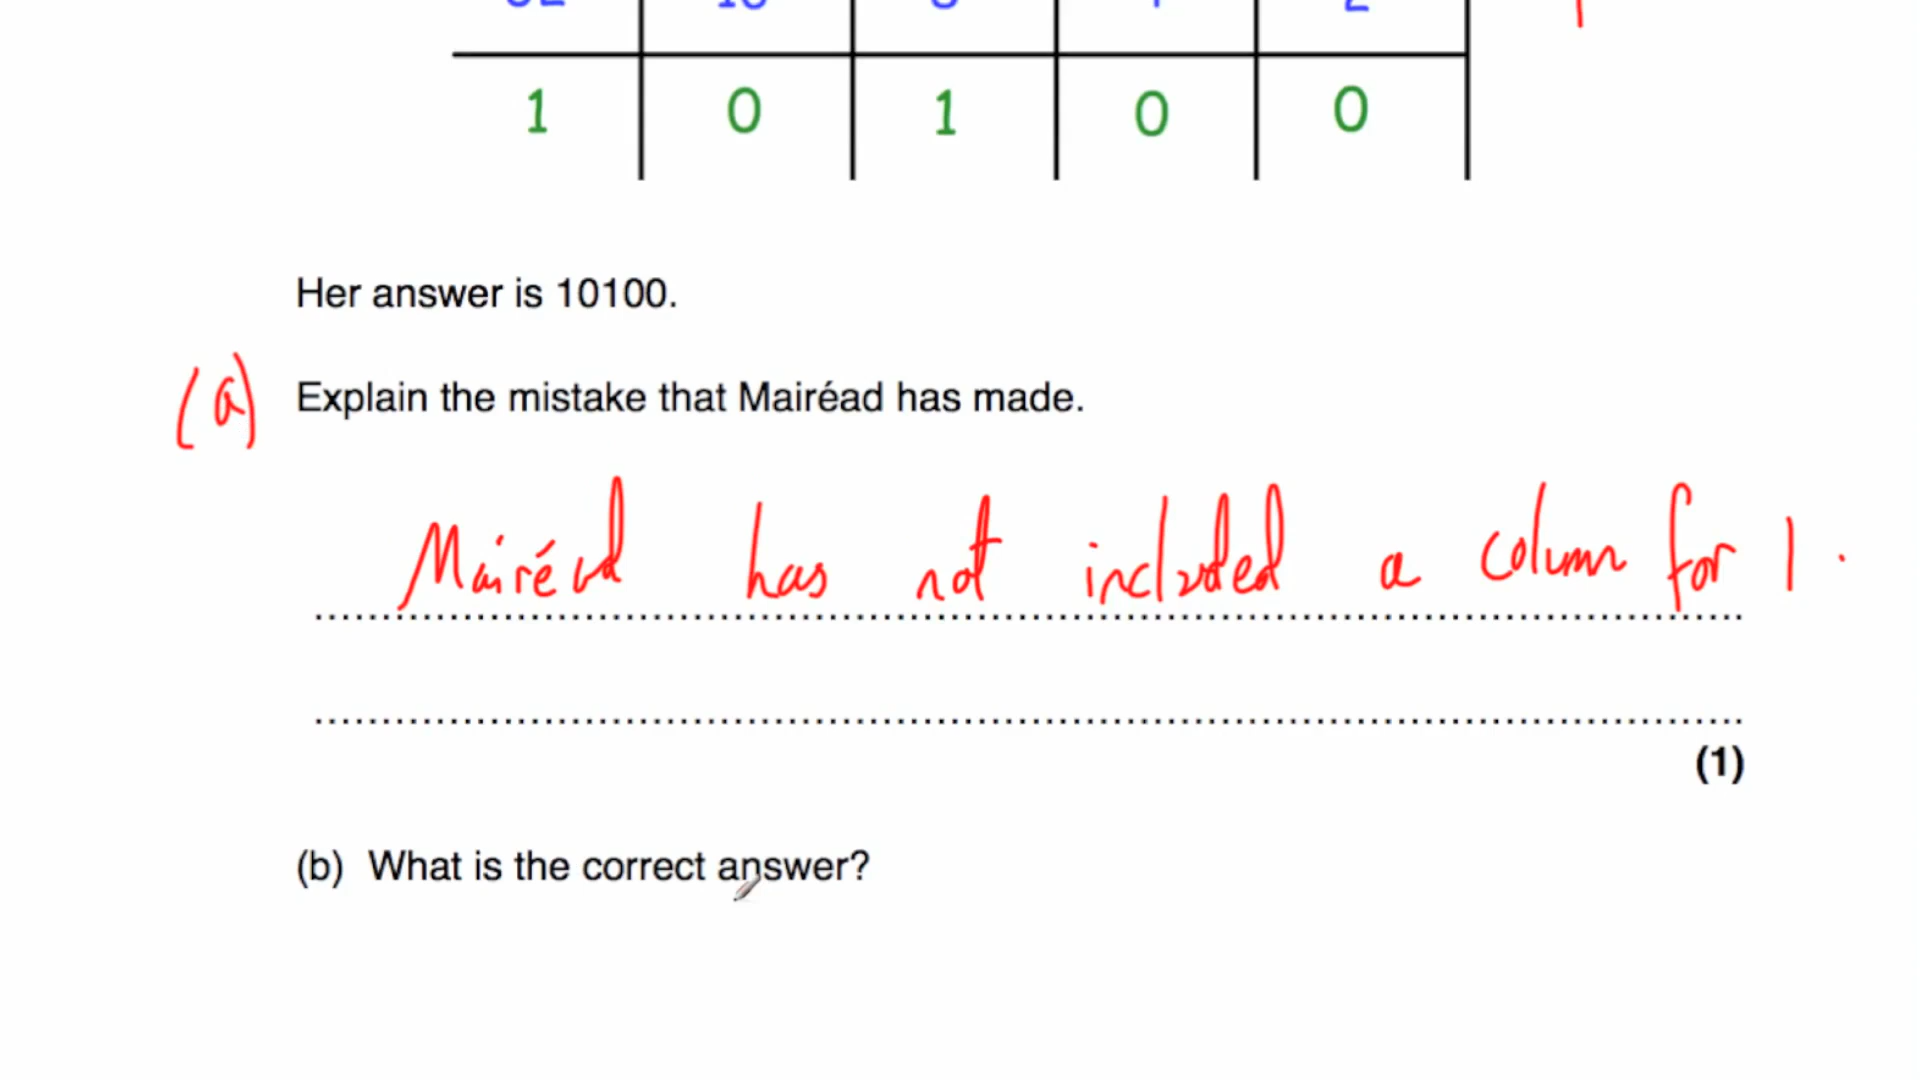 1 0 1 0 0
Her answer is 10100.
(a) Explain the mistake that Mairéad has made.
Mairéad has not included a column for 1.
(1)
(b) What is the correct answer?